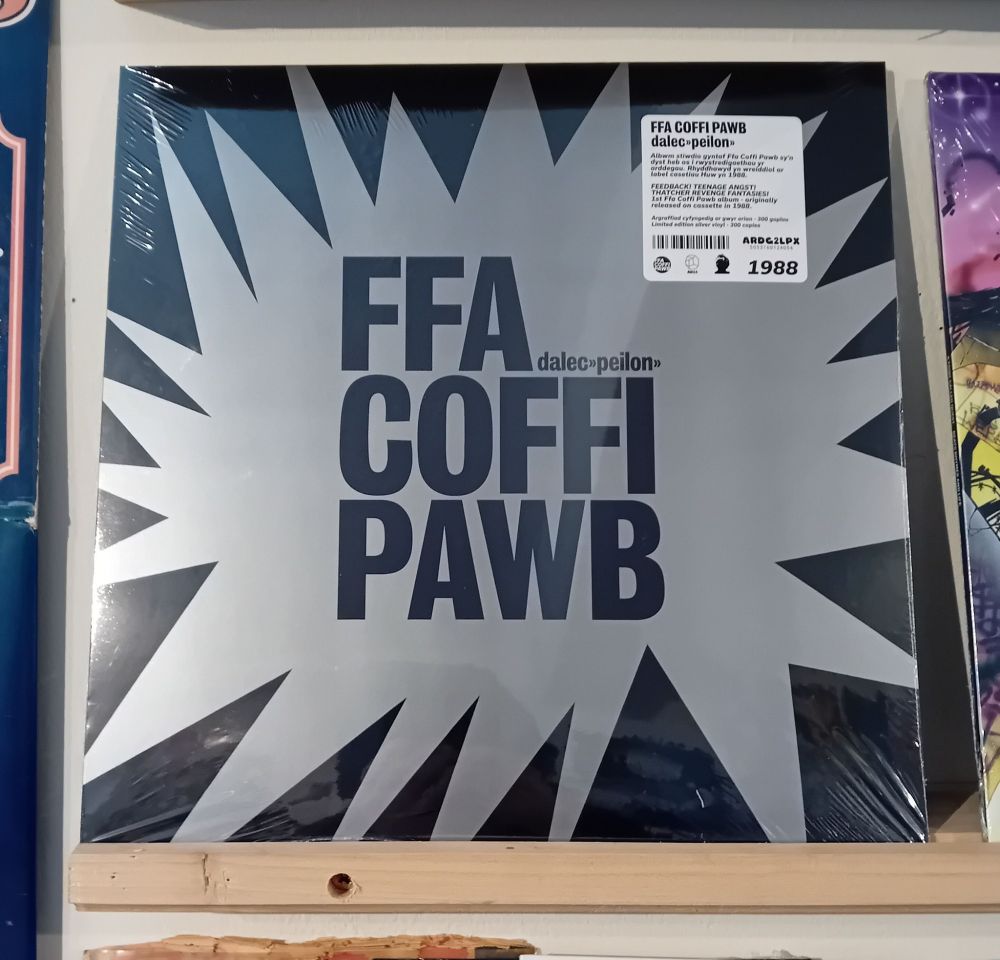 FFA COFFI PAWB
dalec»peilon»
Albwm stiwdio gyntaf Ffa Coffi Pawb sy'n
dyst heb os i rwystredigaethau yr
arddegau. Rhyddhawyd yn wreiddiol ar
label casetiau Huw yn 1988.
FEEDBACK! TEENAGE ANGST!
THATCHER REVENGE FANTASIES!
1st Ffa Coffi Pawb album - originally
released on cassette in 1988.
Argraffiad cyfyngedig ar gwyr arian - 300 gopïau
Limited edition silver vinyl - 300 copies
ARDG2LPX
1988
FFA
dalec»peilon»
COFFI
PAWB